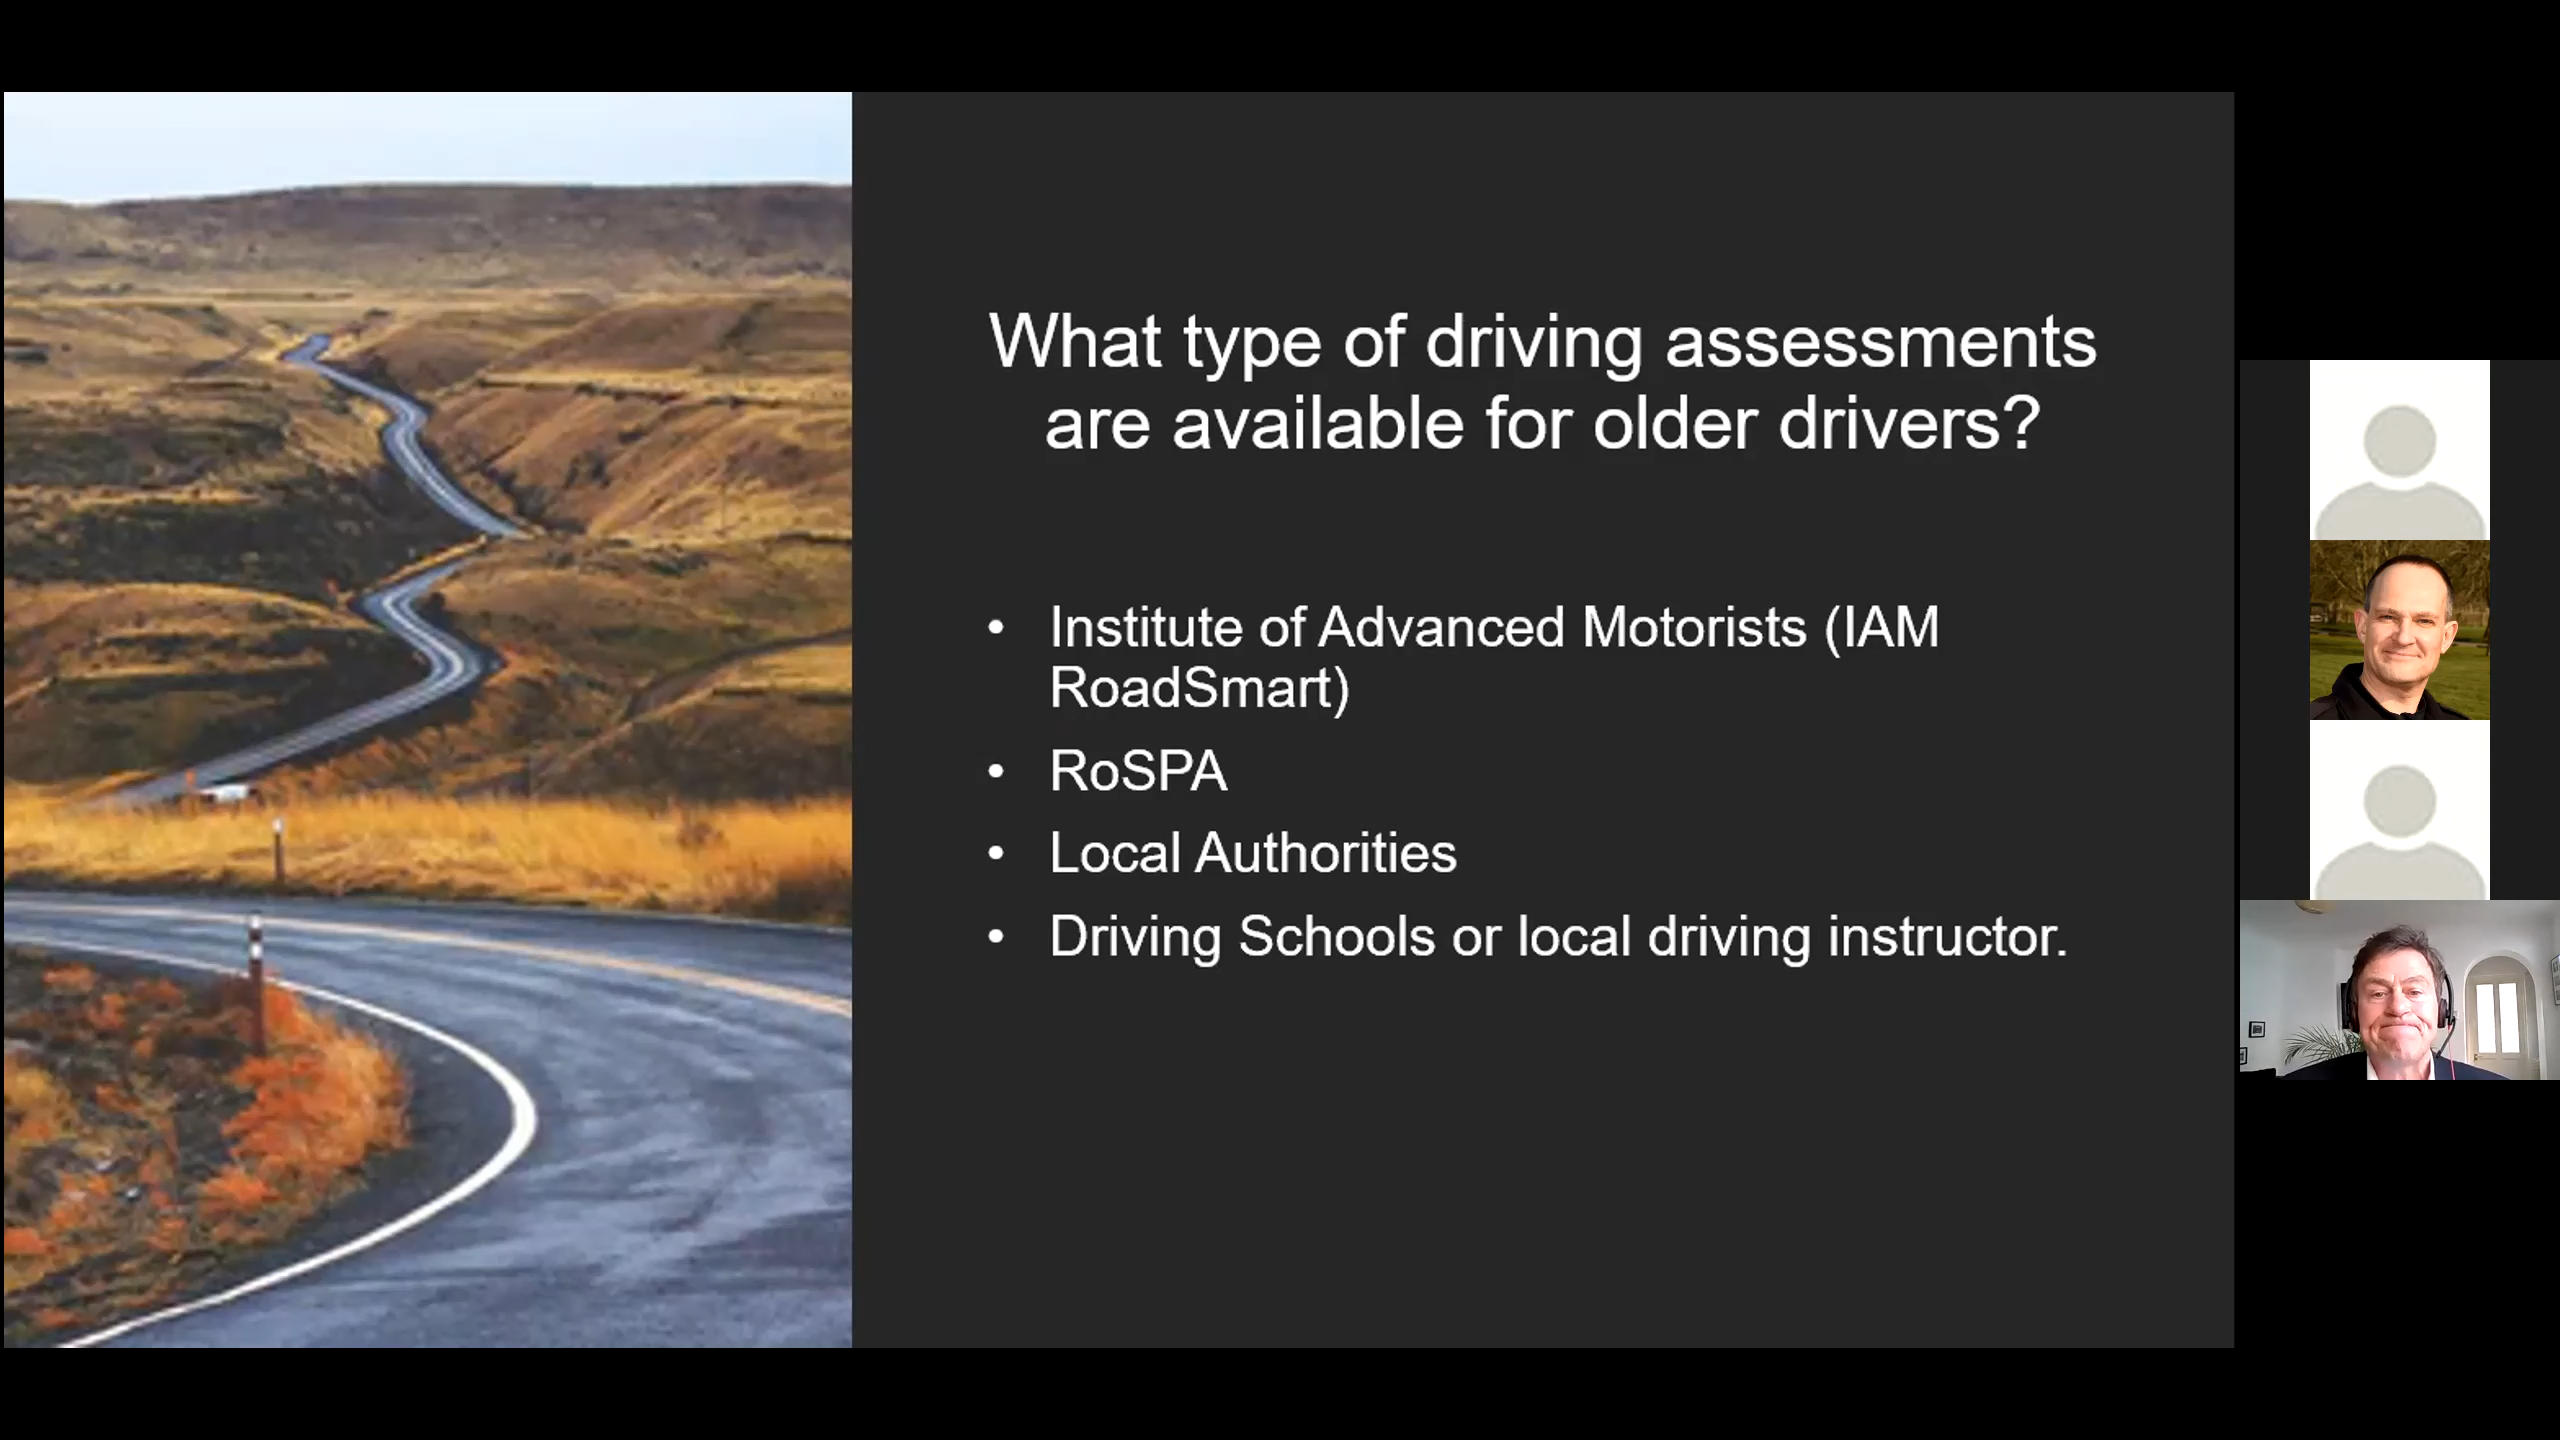 What type of driving assessments
are available for older drivers?
• Institute of Advanced Motorists (IAM
RoadSmart)
• RoSPA
• Local Authorities
• Driving Schools or local driving instructor.